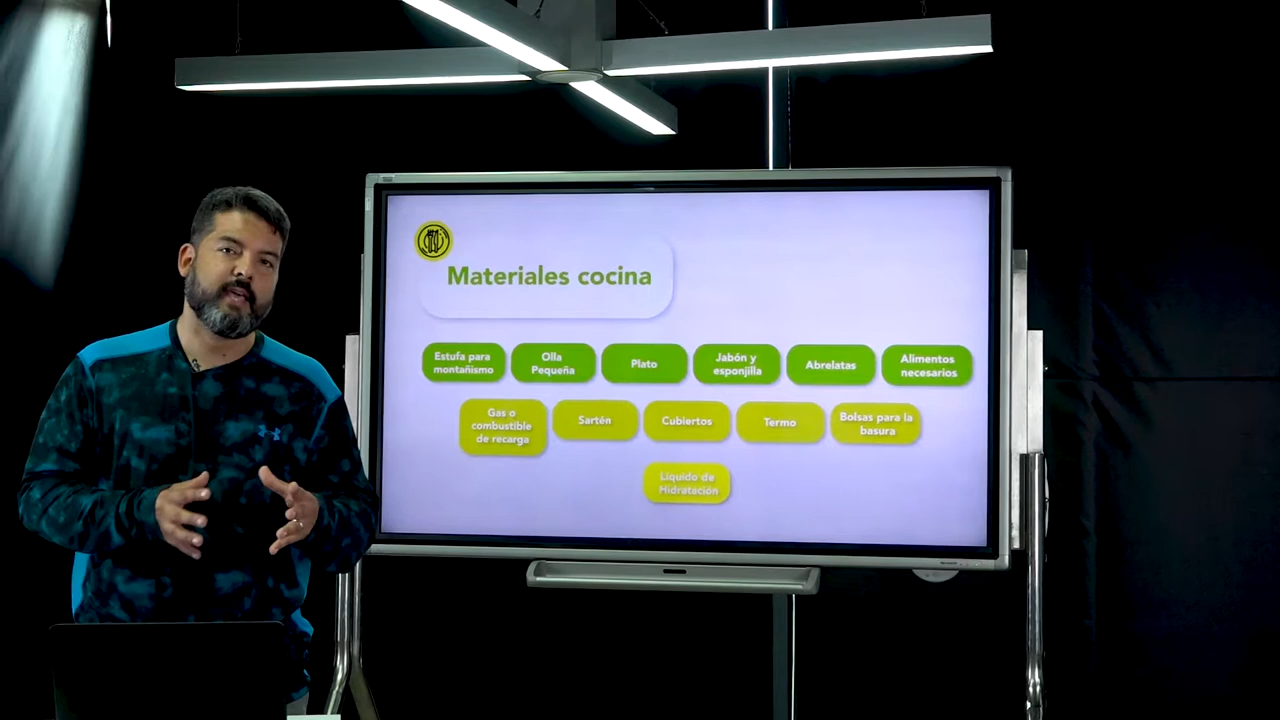 Materiales cocina
Estufa para
montañismo
Olla
Pequeña
Plato
Jabón y
esponjilla
Abrelatas
Alimentos
necesarios
Gas o
combustible
de recarga
Sartén
Cubiertos
Termo
Bolsas para la
basura
Líquido de
Hidratación